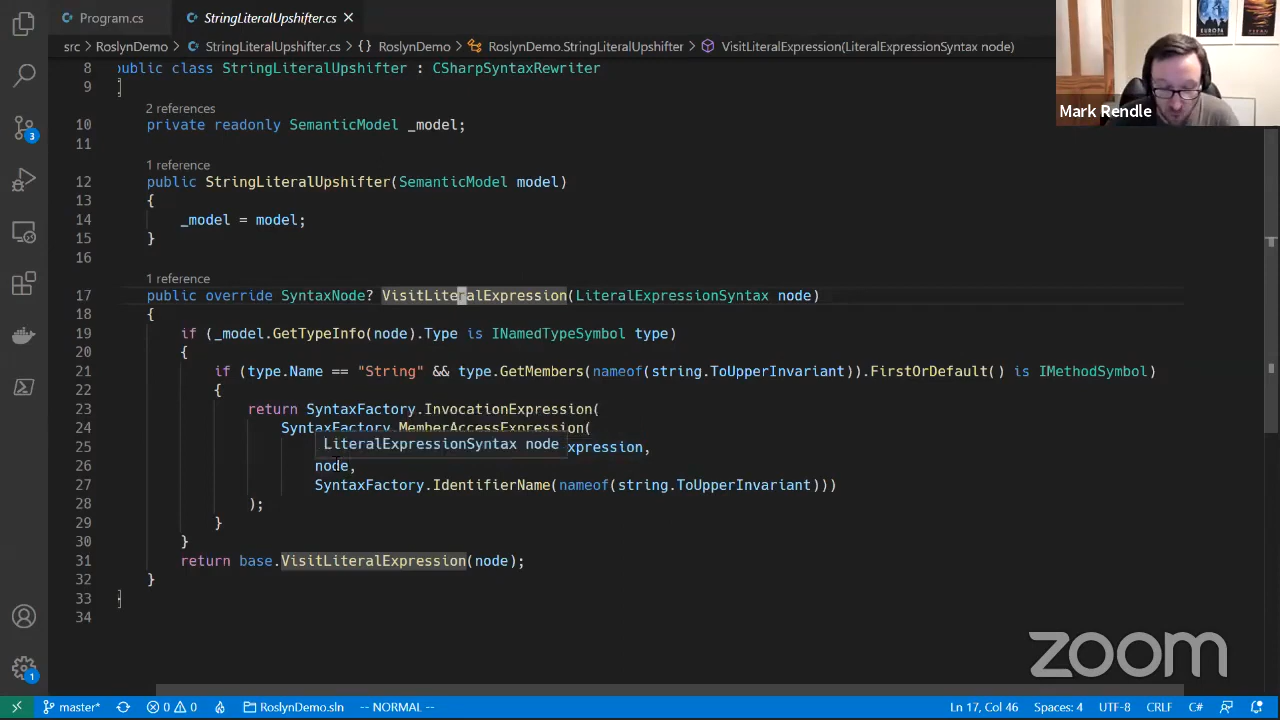 Program.cs
StringLiteralUpshifter.cs
src > RoslynDemo > StringLiteralUpshifter.cs > {} RoslynDemo > RoslynDemo.StringLiteralUpshifter > VisitLiteralExpression(LiteralExpressionSyntax node)
EUROPA
Mark Rendle
8 public class StringLiteralUpshifter : CSharpSyntaxRewriter
9 {
2 references
10 private readonly SemanticModel _model;
11
1 reference
12 public StringLiteralUpshifter(SemanticModel model)
13 {
14 _model = model;
15 }
16
1 reference
17 public override SyntaxNode? VisitLiteralExpression(LiteralExpressionSyntax node)
18 {
19 if (_model.GetTypeInfo(node).Type is INamedTypeSymbol type)
20 {
21 if (type.Name == "String" && type.GetMembers(nameof(string.ToUpperInvariant)).FirstOrDefault() is IMethodSymbol)
22 {
23 return SyntaxFactory.InvocationExpression(
24 SyntaxFactory.MemberAccessExpression(
LiteralExpressionSyntax node
25 xpression,
26 node,
27 SyntaxFactory.IdentifierName(nameof(string.ToUpperInvariant)))
28 );
29 }
30 }
31 return base.VisitLiteralExpression(node);
32 }
33 }
34
zoom
3
1
master* 0 0 RoslynDemo.sln -- NORMAL -- Ln 17, Col 46 Spaces: 4 UTF-8 CRLF C#